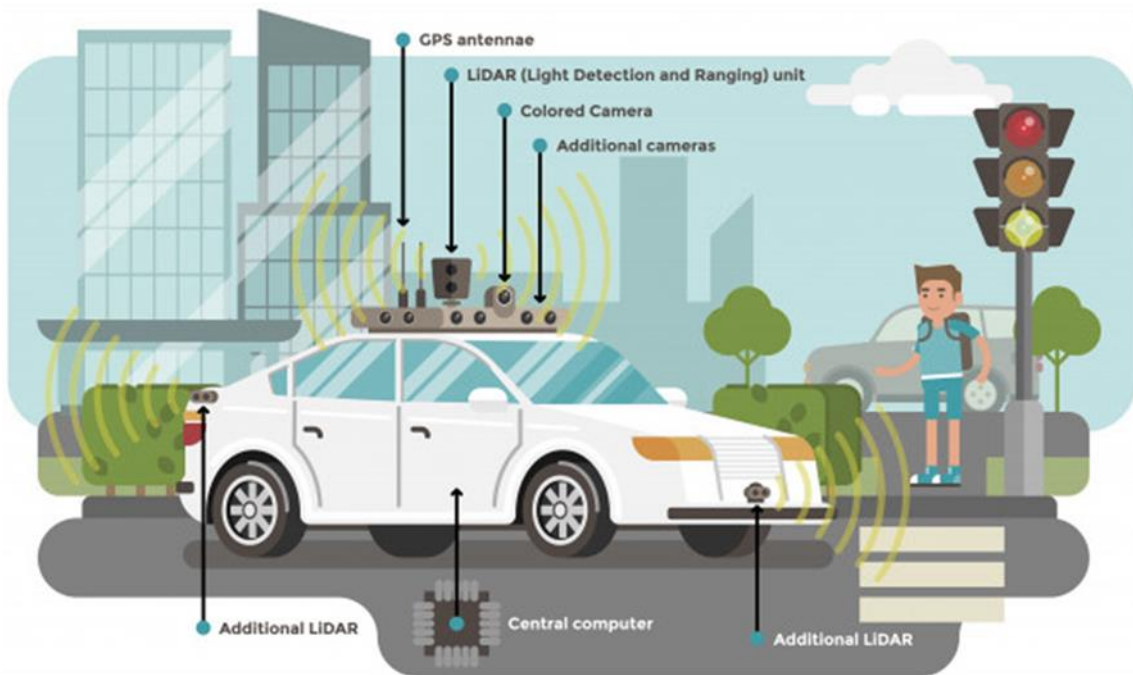 GPS antennae
LiDAR (Light Detection and Ranging) unit
Colored Camera
Additional cameras
Additional LiDAR
Central computer
Additional LiDAR